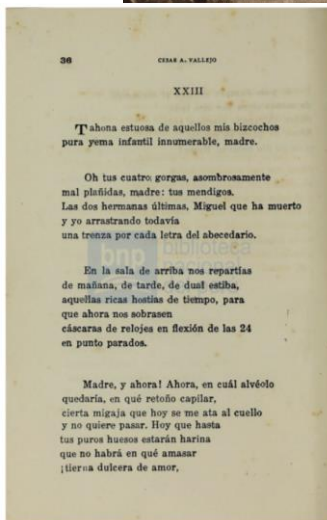 36
CESAR A. VALLEJO
XXIII
Tahona estuosa de aquellos mis bizcochos
pura yema infantil innumerable, madre.
Oh tus cuatro gorgas, asombrosamente
mal plañidas, madre: tus mendigos.
Las dos hermanas últimas, Miguel que ha muerto
y yo arrastrando todavía
una trenza por cada letra del abecedario.
bnp biblioteca
nacional
En la sala de arriba nos repartías
de mañana, de tarde, de dual estiba,
aquellas ricas hostias de tiempo, para
que ahora nos sobrasen
cáscaras de relojes en flexión de las 24
en punto parados.
Madre, y ahora! Ahora, en cuál alvéolo
quedaría, en qué retoño capilar,
cierta migaja que hoy se me ata al cuello
y no quiere pasar. Hoy que hasta
tus puros huesos estarán harina
que no habrá en qué amasar
¡tierna dulcera de amor,